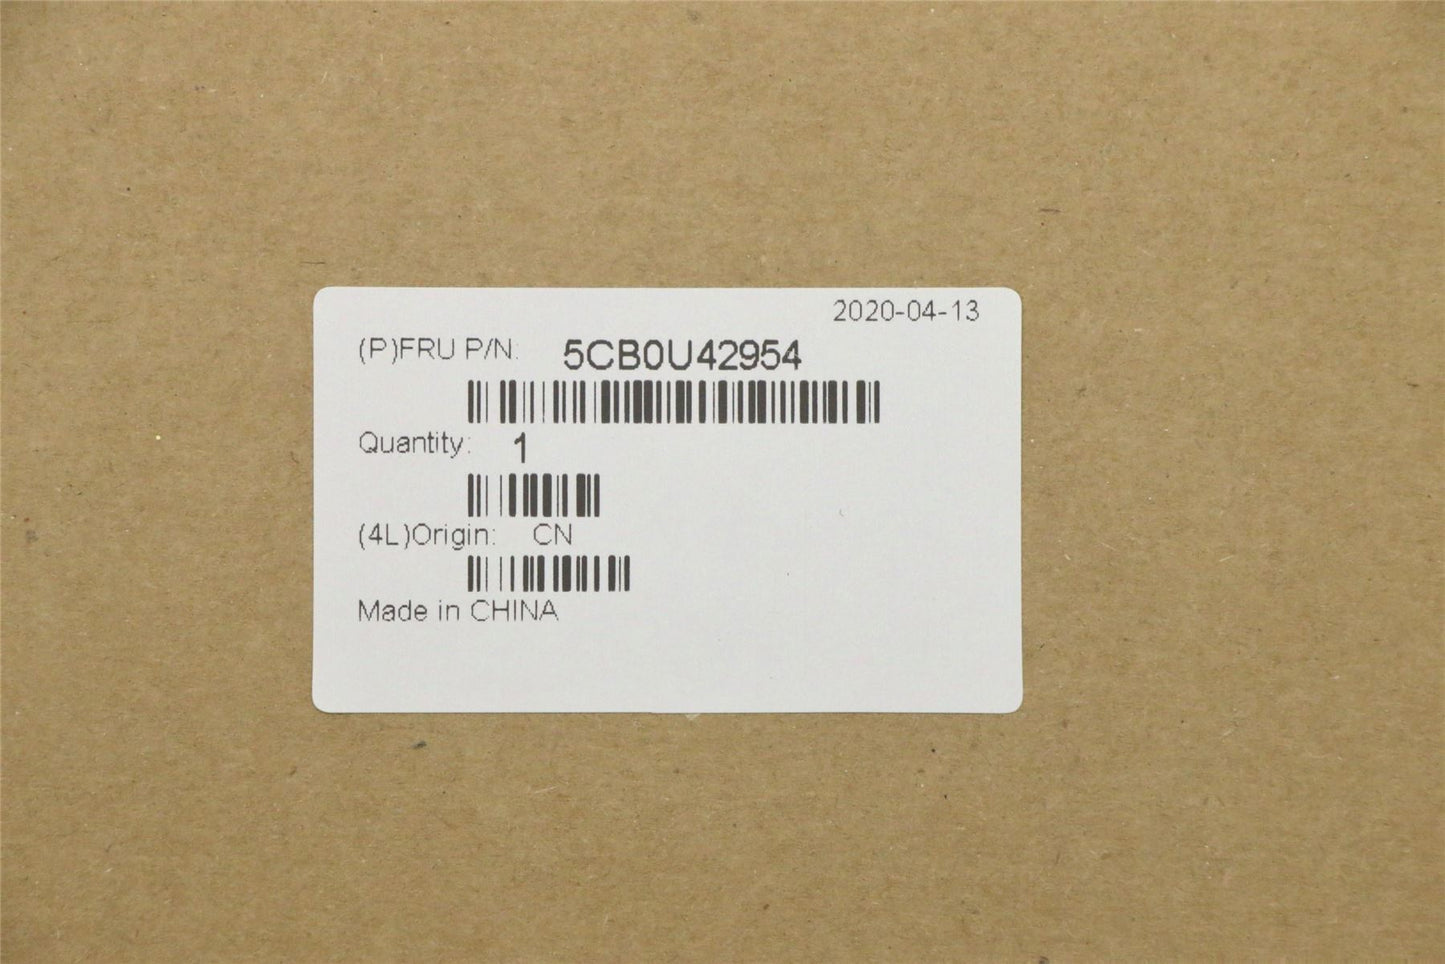 2020-04-13
(P)FRU P/N: 5CB0U42954
Quantity: 1
(4L)Origin: CN
Made in CHINA